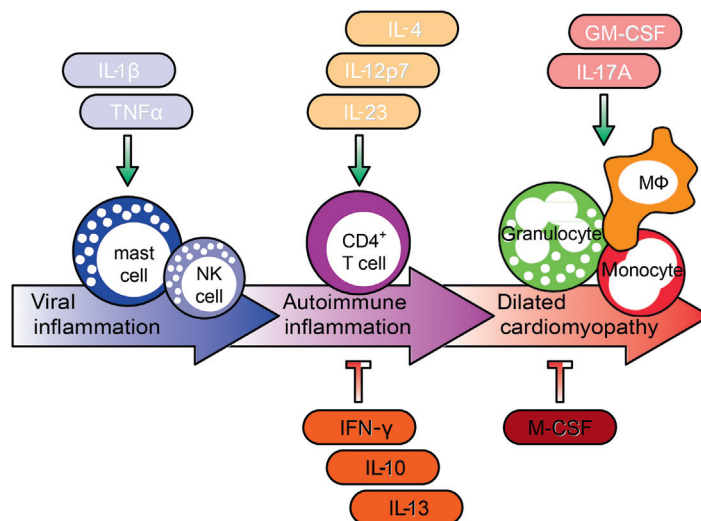 IL-4
GM-CSF
IL-1β
IL-12p7
IL-17A
TNFα
IL-23
MΦ
mast
cell
NK
cell
CD4⁺
T cell
Granulocyte
Monocyte
Viral
inflammation
Autoimmune
inflammation
Dilated
cardiomyopathy
IFN-γ
M-CSF
IL-10
IL-13